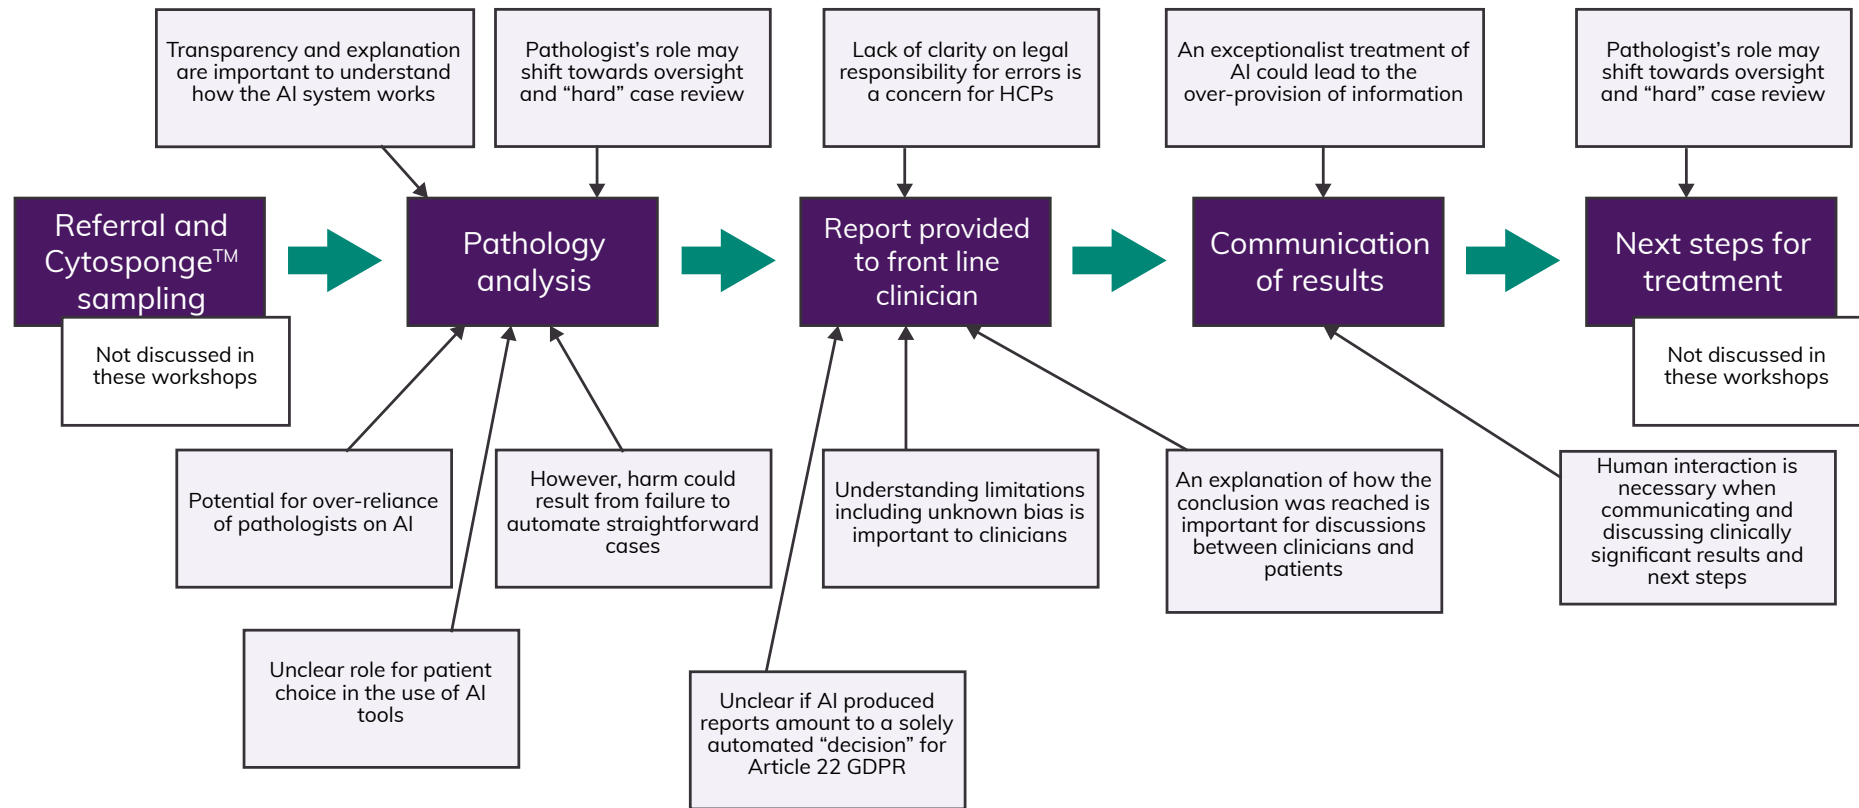 Transparency and explanation
are important to understand
how the AI system works
Pathologist’s role may
shift towards oversight
and “hard” case review
Lack of clarity on legal
responsibility for errors is
a concern for HCPs
An exceptionalist treatment of
AI could lead to the
over-provision of information
Pathologist’s role may
shift towards oversight
and “hard” case review
Referral and
Cytosponge™
sampling
Pathology
analysis
Report provided
to front line
clinician
Communication
of results
Next steps for
treatment
Not discussed in
these workshops
Not discussed in
these workshops
Potential for over-reliance
of pathologists on AI
However, harm could
result from failure to
automate straightforward
cases
Understanding limitations
including unknown bias is
important to clinicians
An explanation of how the
conclusion was reached is
important for discussions
between clinicians and
patients
Human interaction is
necessary when
communicating and
discussing clinically
significant results and
next steps
Unclear role for patient
choice in the use of AI
tools
Unclear if AI produced
reports amount to a solely
automated “decision” for
Article 22 GDPR